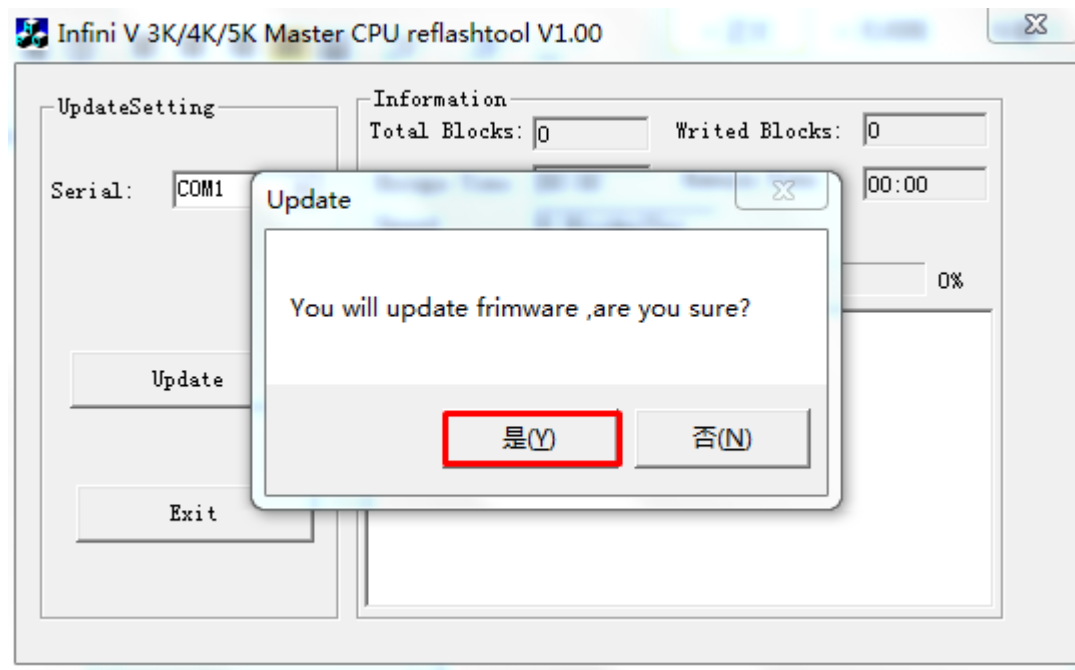 Infini V 3K/4K/5K Master CPU reflashtool V1.00
UpdateSetting
Information
Total Blocks: 0
Writed Blocks: 0
Serial: COM1
00:00
Update
0%
You will update frimware ,are you sure?
是(Y)
否(N)
Update
Exit